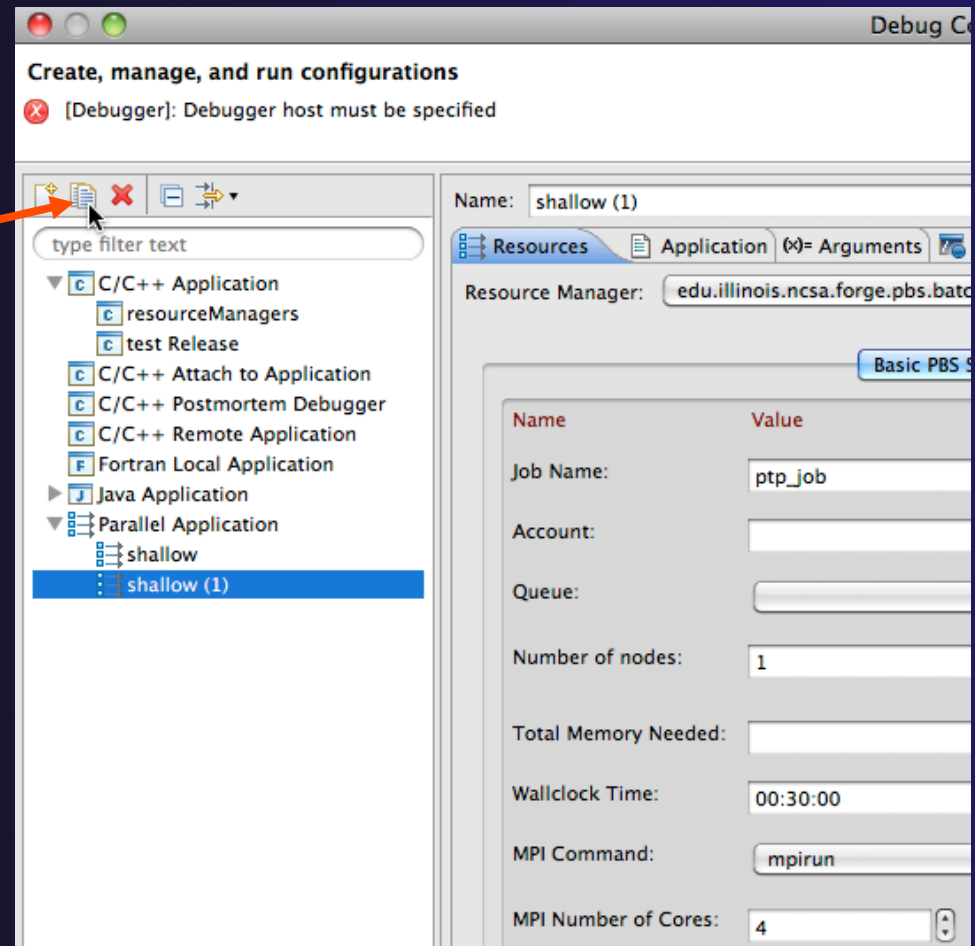 Debug Co
Create, manage, and run configurations
[Debugger]: Debugger host must be specified
Name: shallow (1)
type filter text
Resources Application (x)= Arguments
C/C++ Application
Resource Manager: edu.illinois.ncsa.forge.pbs.batc
resourceManagers
test Release
C/C++ Attach to Application
Basic PBS S
C/C++ Postmortem Debugger
C/C++ Remote Application
Name Value
Fortran Local Application
Job Name: ptp_job
Java Application
Parallel Application
Account:
shallow
shallow (1)
Queue:
Number of nodes: 1
Total Memory Needed:
Wallclock Time: 00:30:00
MPI Command: mpirun
MPI Number of Cores: 4